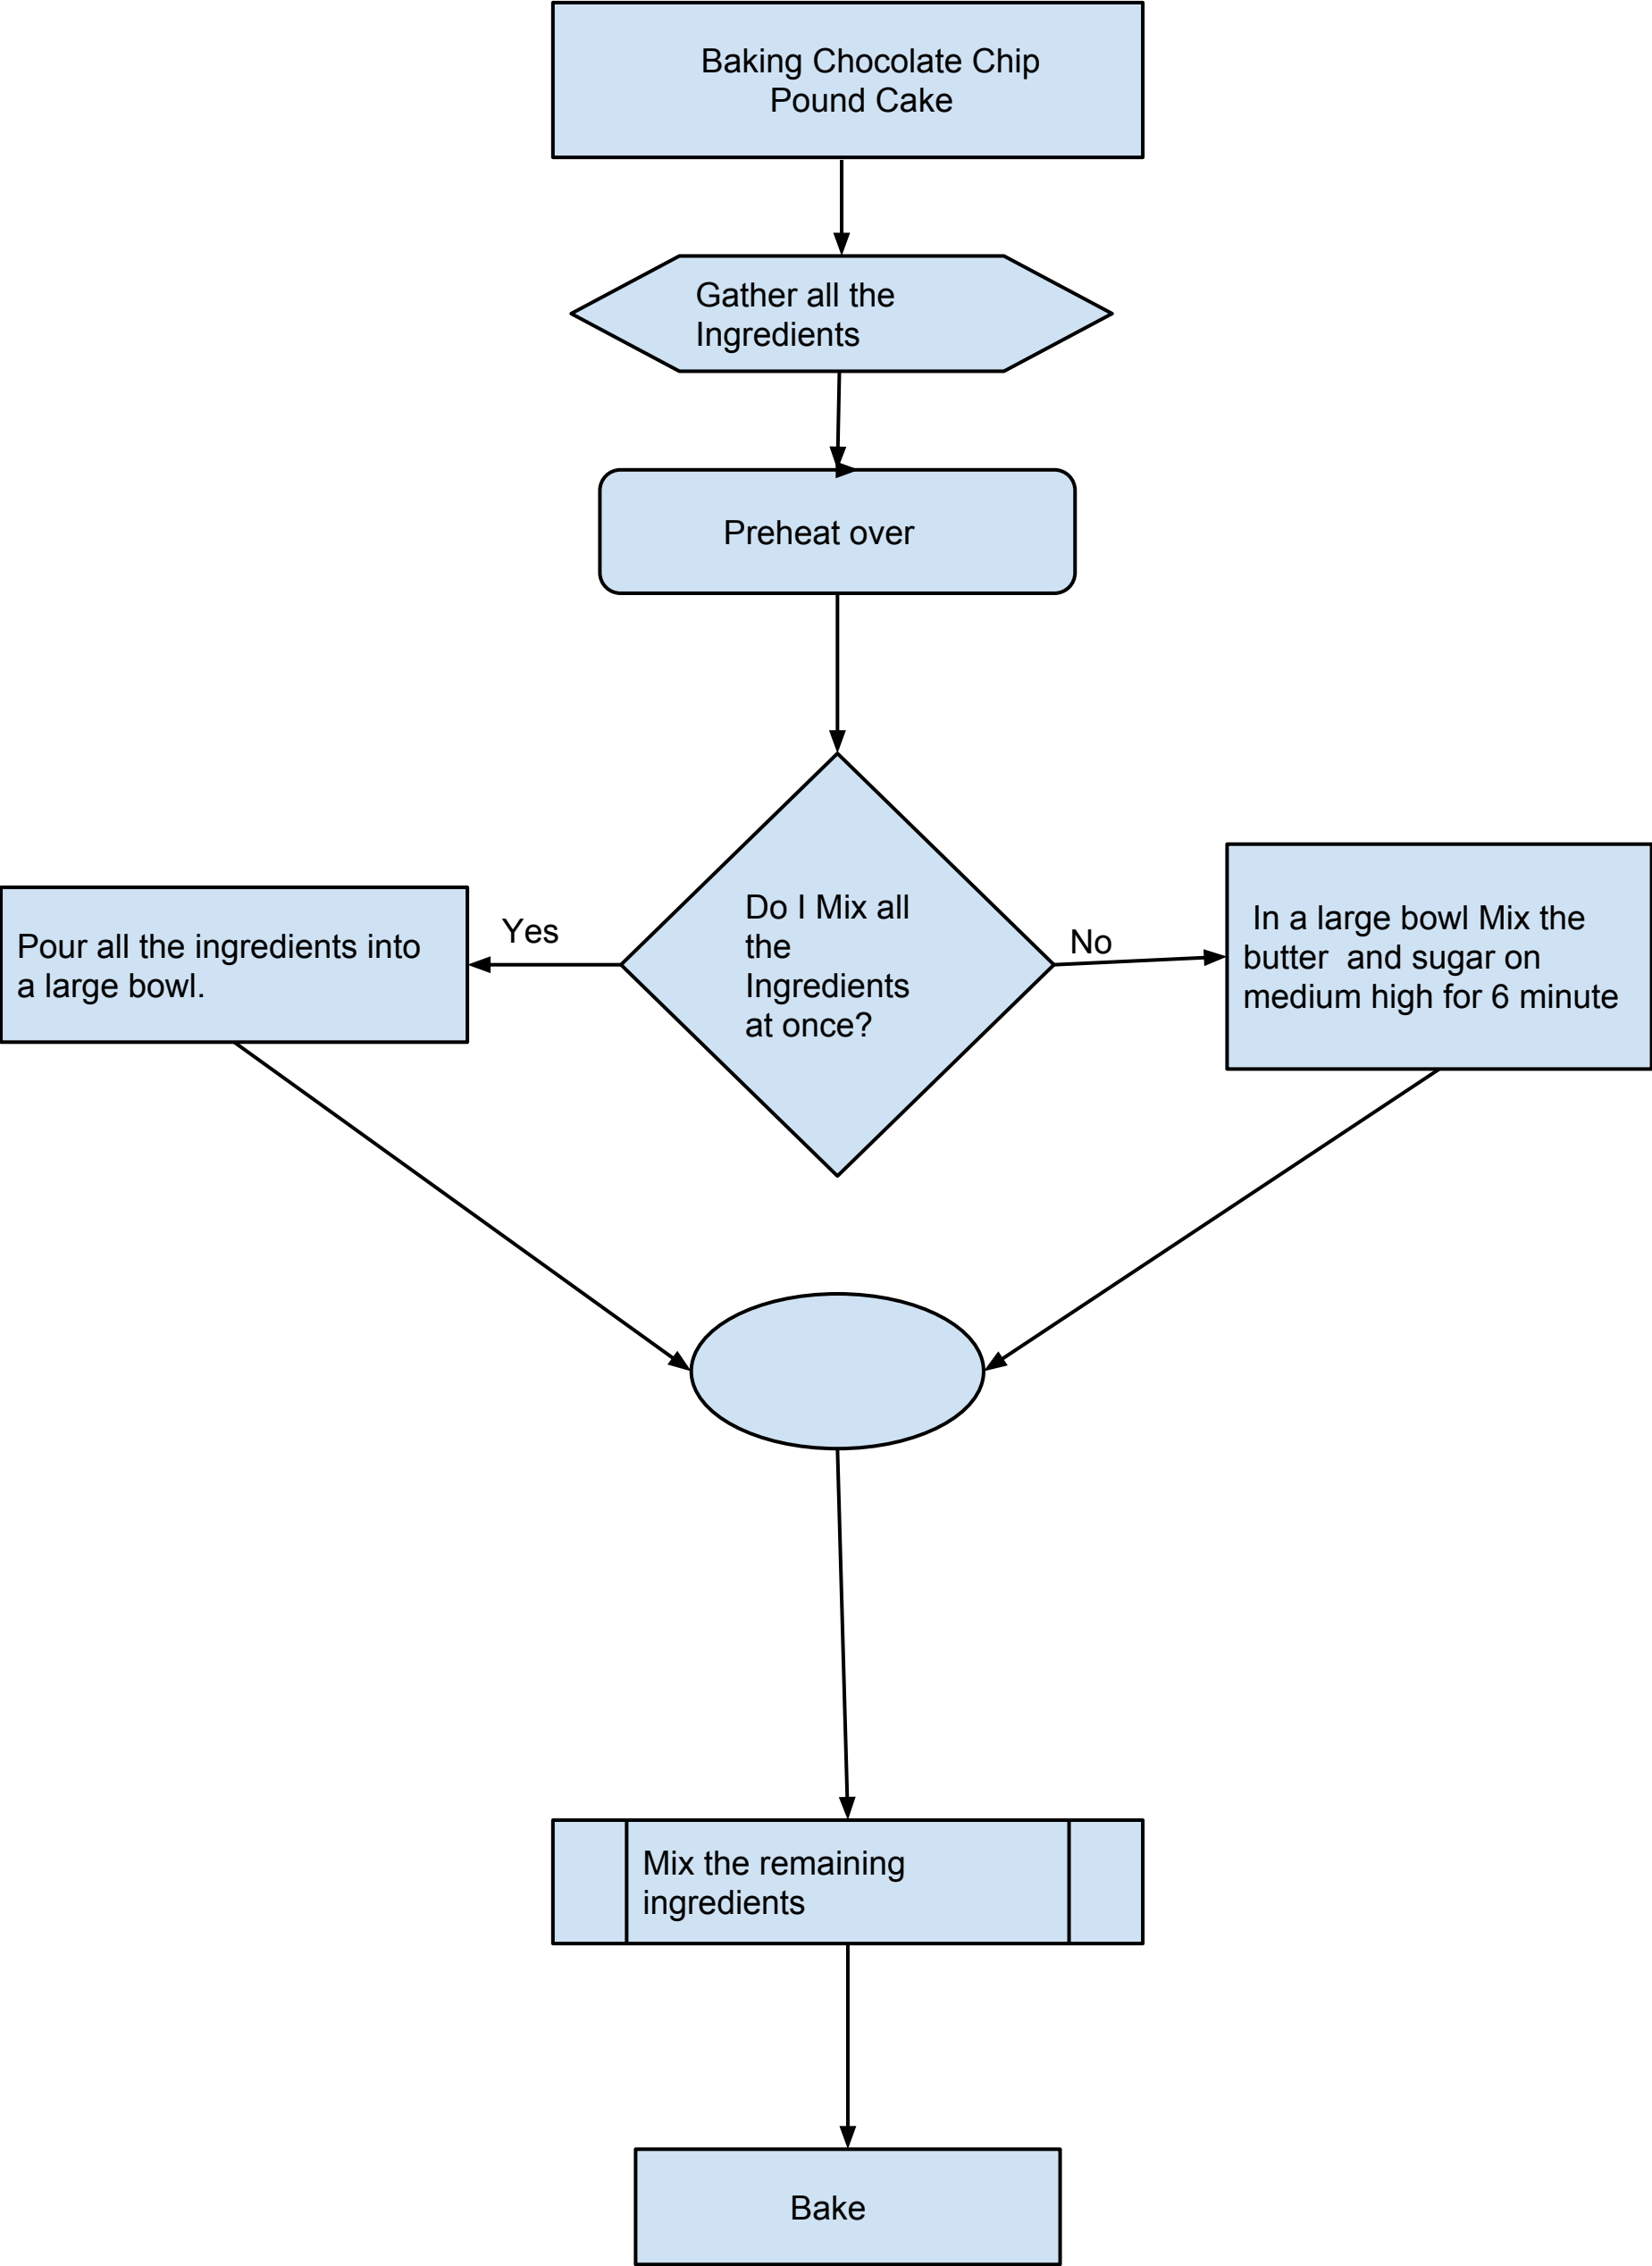 Baking Chocolate Chip
Pound Cake
Gather all the
Ingredients
Preheat over
Do I Mix all
the
Ingredients
at once?
Yes
Pour all the ingredients into
a large bowl.
No
In a large bowl Mix the
butter  and sugar on
medium high for 6 minute
Mix the remaining
ingredients
Bake